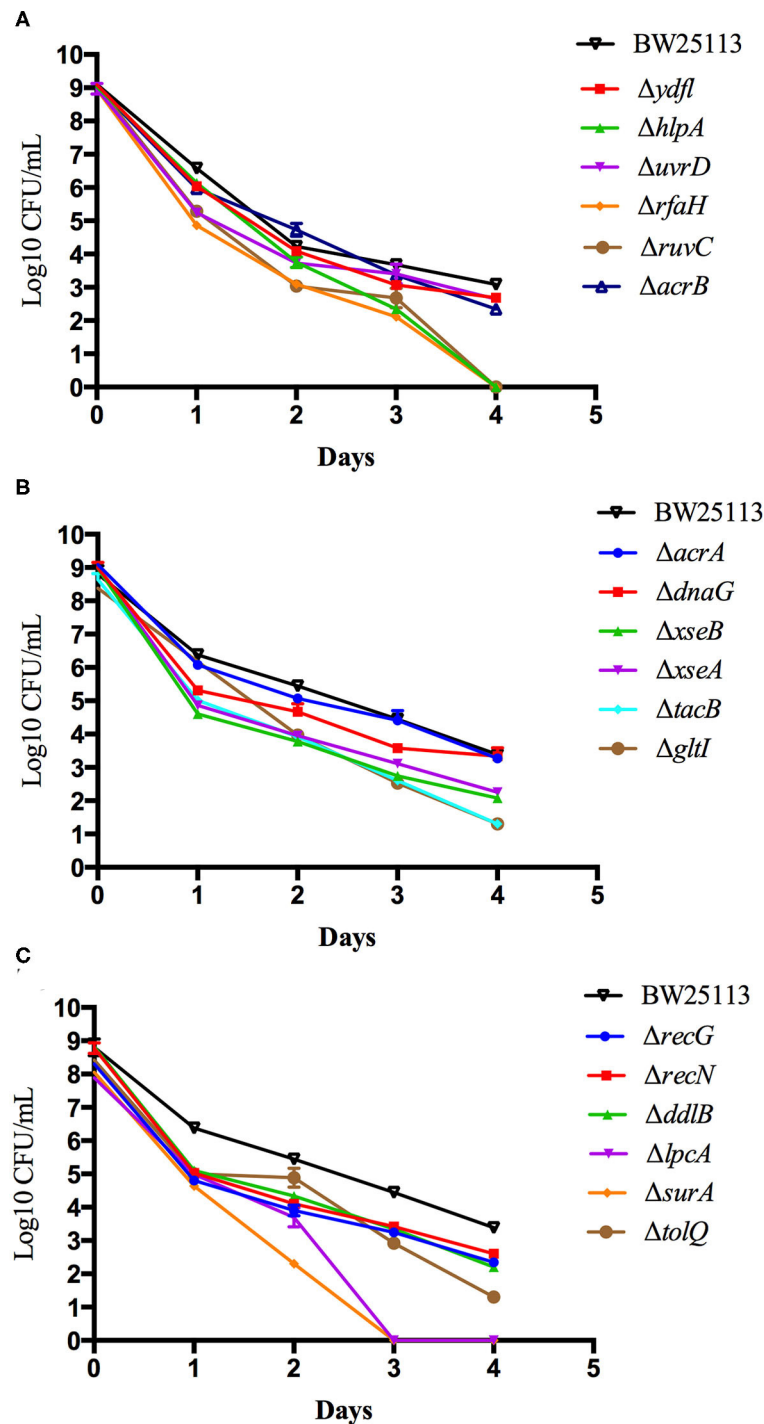 A
Log10 CFU/mL
10
9
8
7
6
5
4
3
2
1
0
0 1 2 3 4 5
Days
BW25113
Δydfl
ΔhlpA
ΔuvrD
ΔrfaH
ΔruvC
ΔacrB
B
Log10 CFU/mL
10
9
8
7
6
5
4
3
2
1
0
0 1 2 3 4 5
Days
BW25113
ΔacrA
ΔdnaG
ΔxseB
ΔxseA
ΔtacB
ΔgltI
C
Log10 CFU/mL
10
9
8
7
6
5
4
3
2
1
0
0 1 2 3 4 5
Days
BW25113
ΔrecG
ΔrecN
ΔddlB
ΔlpcA
ΔsurA
ΔtolQ